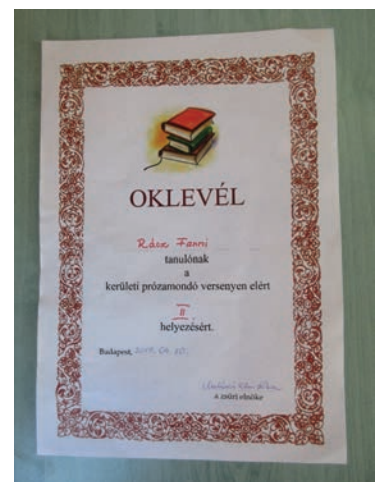 OKLEVÉL
Rácz Fanni
tanulónak
a
kerületi prózamondó versenyen elért
II
helyezésért.
Budapest,
a zsűri elnöke